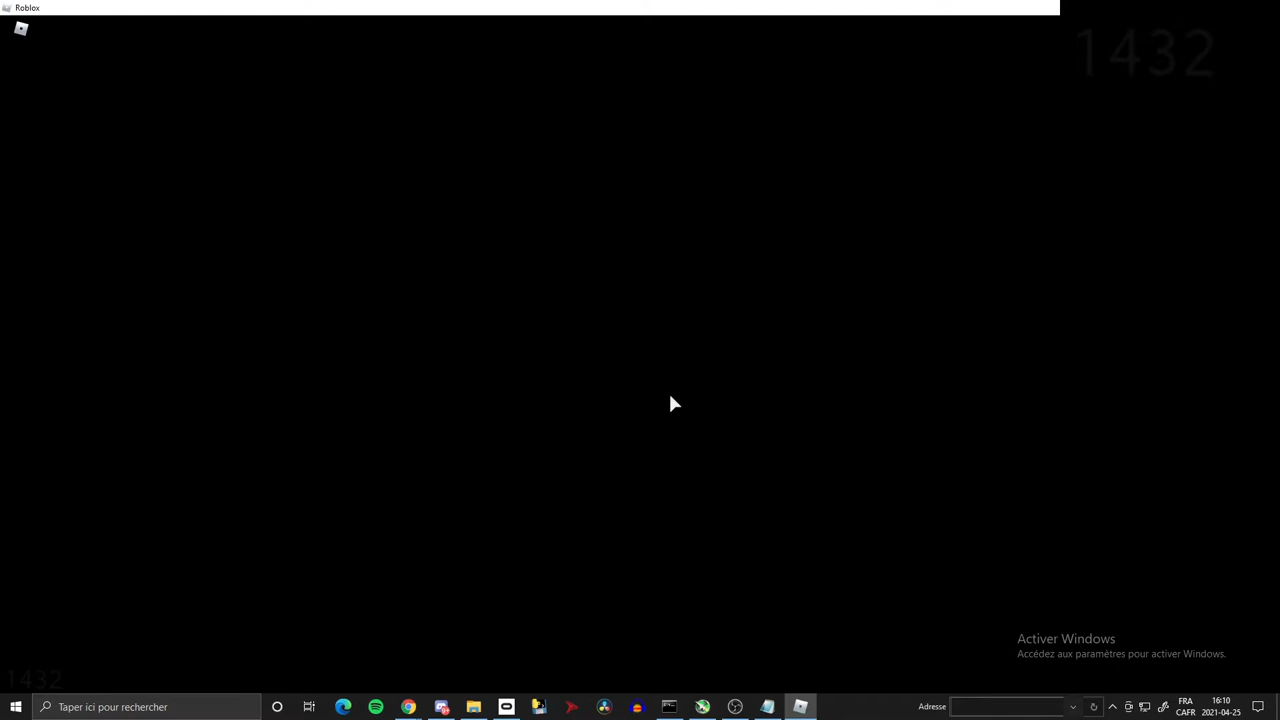 Roblox
1432
Activer Windows
Accédez aux paramètres pour activer Windows.
1432
Taper ici pour rechercher
Adresse
FRA
CAFR
16:10
2021-04-25